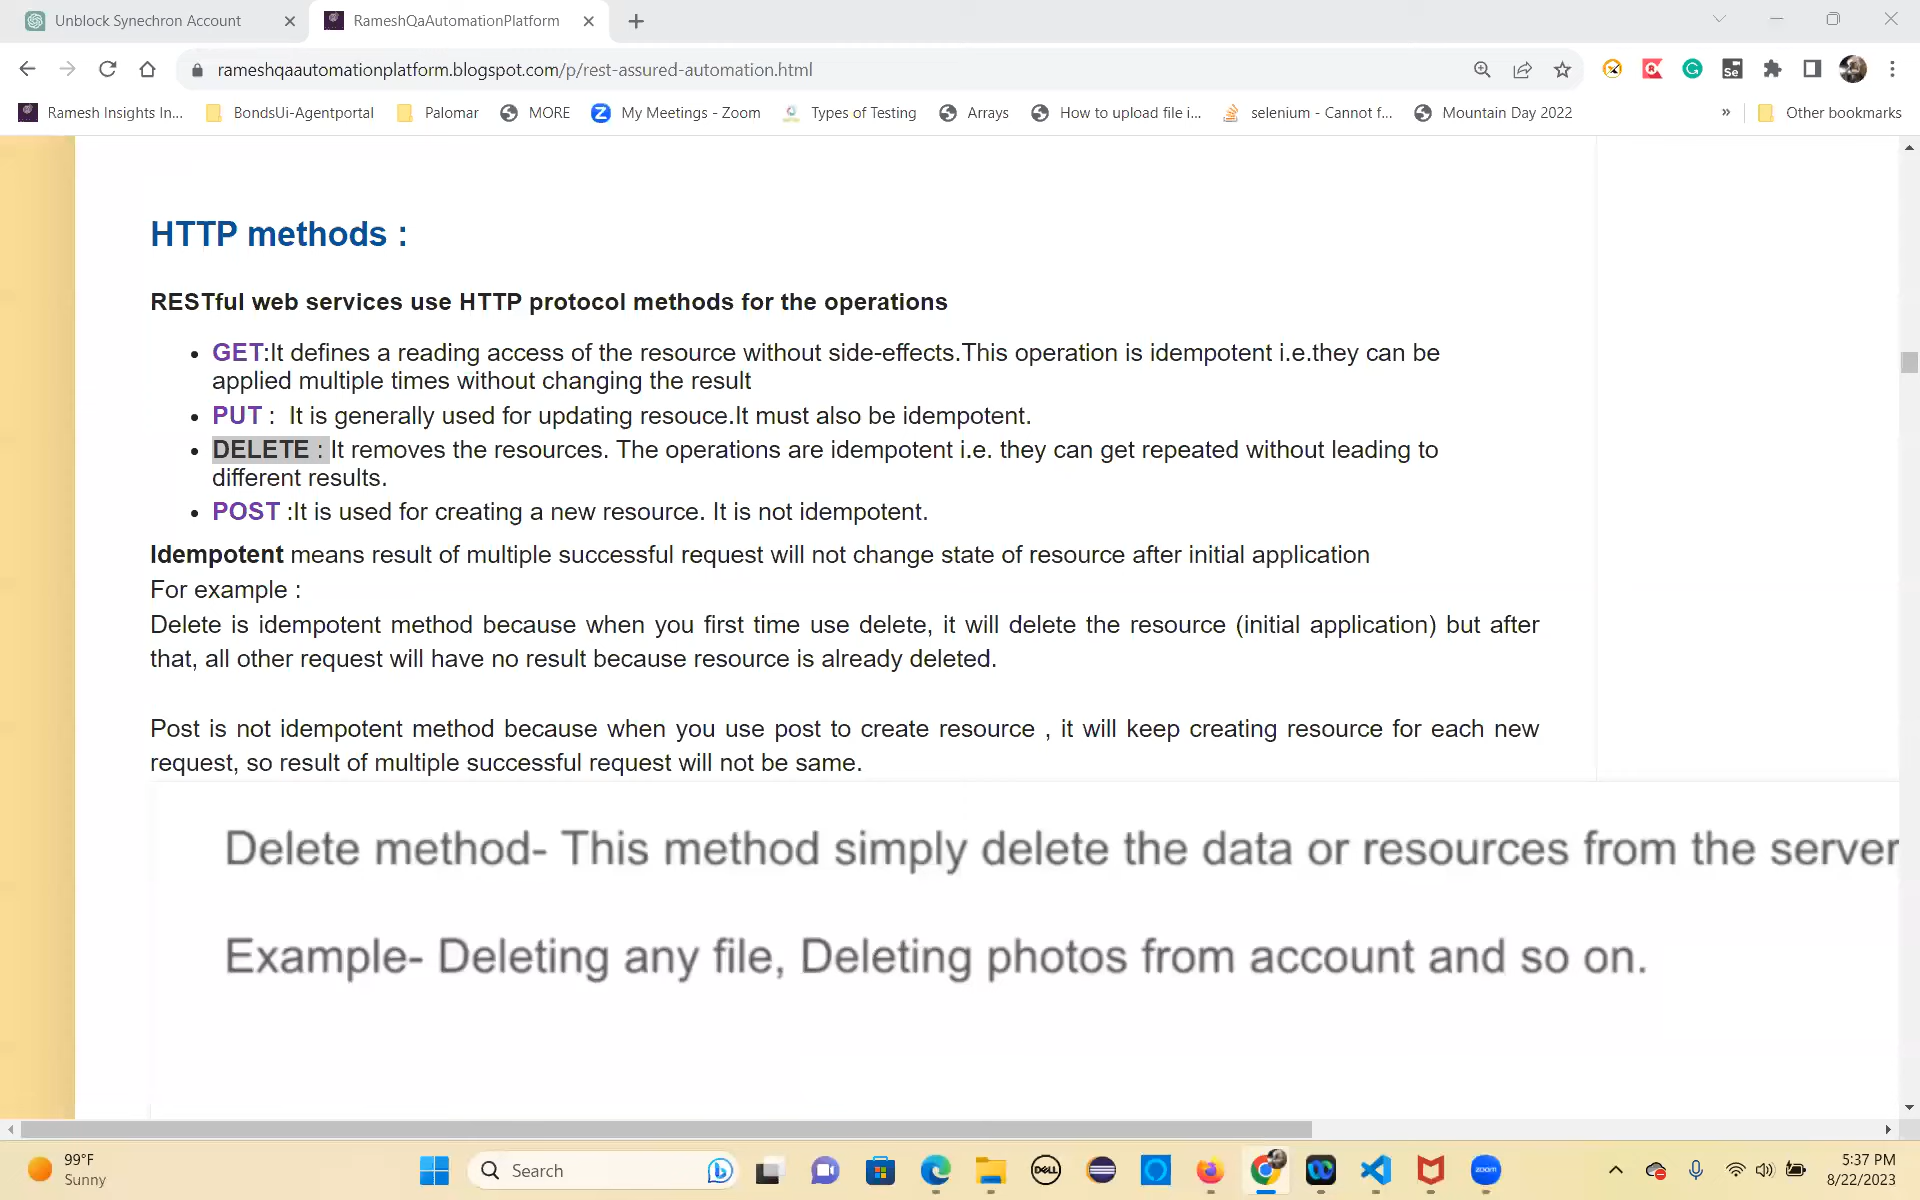 Unblock Synechron Account
RameshQaAutomationPlatform
rameshqaautomationplatform.blogspot.com/p/rest-assured-automation.html
Ramesh Insights In...
BondsUi-Agentportal
Palomar
MORE
My Meetings - Zoom
Types of Testing
Arrays
How to upload file i...
selenium - Cannot f...
Mountain Day 2022
»
Other bookmarks
HTTP methods :
RESTful web services use HTTP protocol methods for the operations
• GET:It defines a reading access of the resource without side-effects.This operation is idempotent i.e.they can be
applied multiple times without changing the result
• PUT :  It is generally used for updating resouce.It must also be idempotent.
• DELETE : It removes the resources. The operations are idempotent i.e. they can get repeated without leading to
different results.
• POST :It is used for creating a new resource. It is not idempotent.
Idempotent means result of multiple successful request will not change state of resource after initial application
For example :
Delete is idempotent method because when you first time use delete, it will delete the resource (initial application) but after
that, all other request will have no result because resource is already deleted.
Post is not idempotent method because when you use post to create resource , it will keep creating resource for each new
request, so result of multiple successful request will not be same.
Delete method- This method simply delete the data or resources from the server
Example- Deleting any file, Deleting photos from account and so on.
99°F
Sunny
Search
DELL
zoom
5:37 PM
8/22/2023